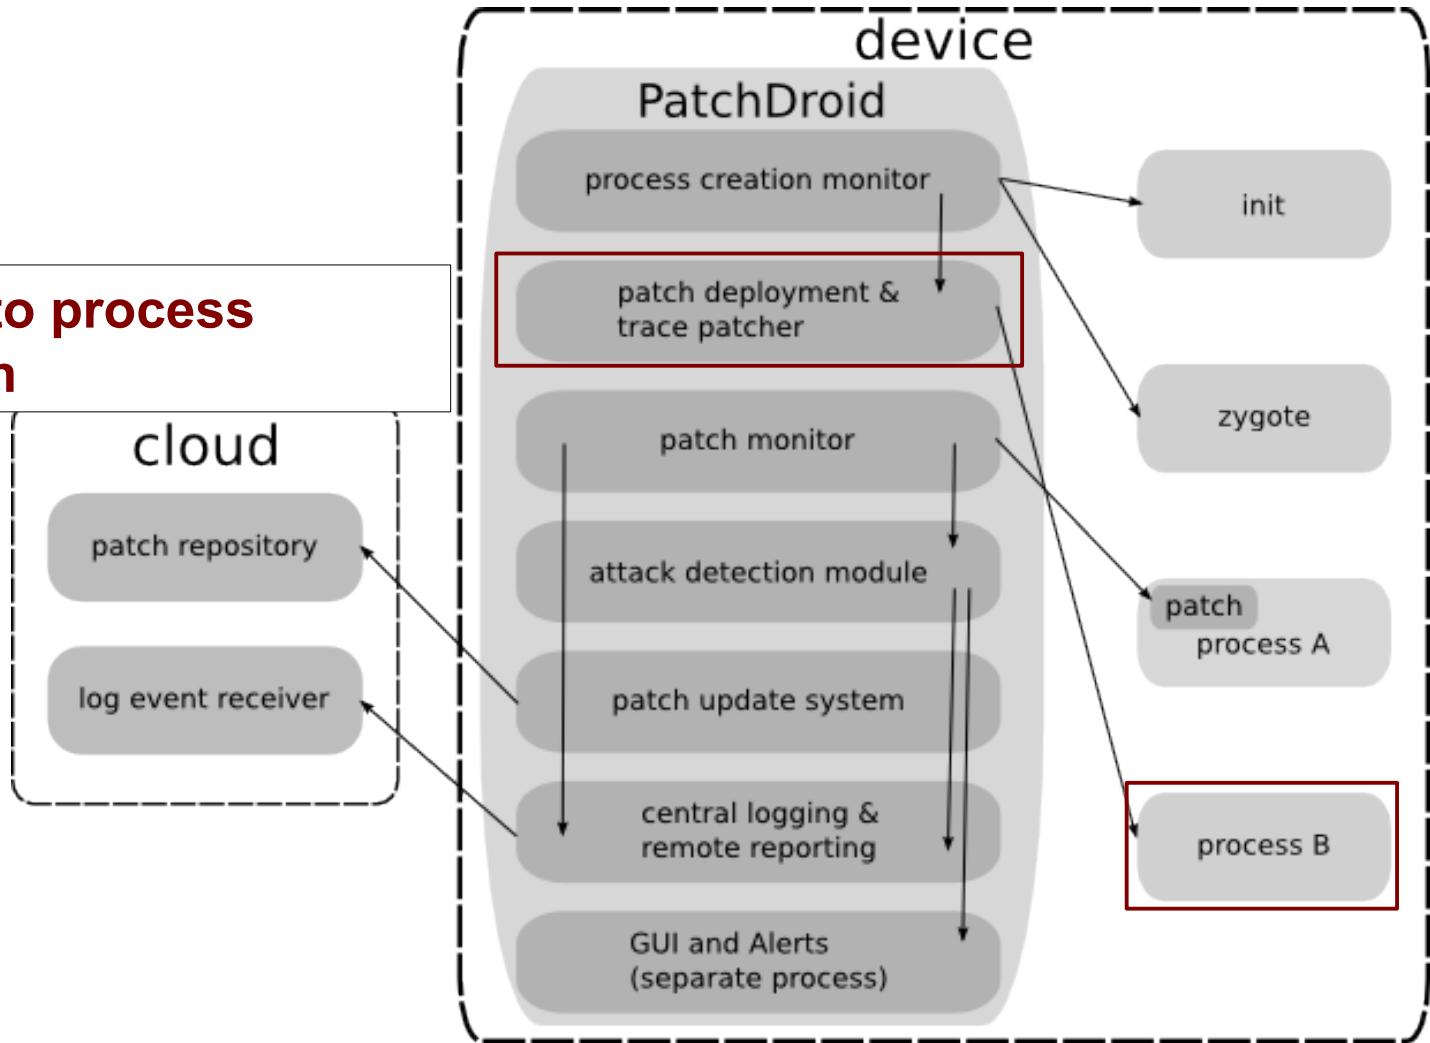 device
PatchDroid
process creation monitor
init
to process
n
patch deployment &
trace patcher
zygote
cloud
patch monitor
patch repository
attack detection module
patch
process A
log event receiver
patch update system
central logging &
remote reporting
process B
GUI and Alerts
(separate process)